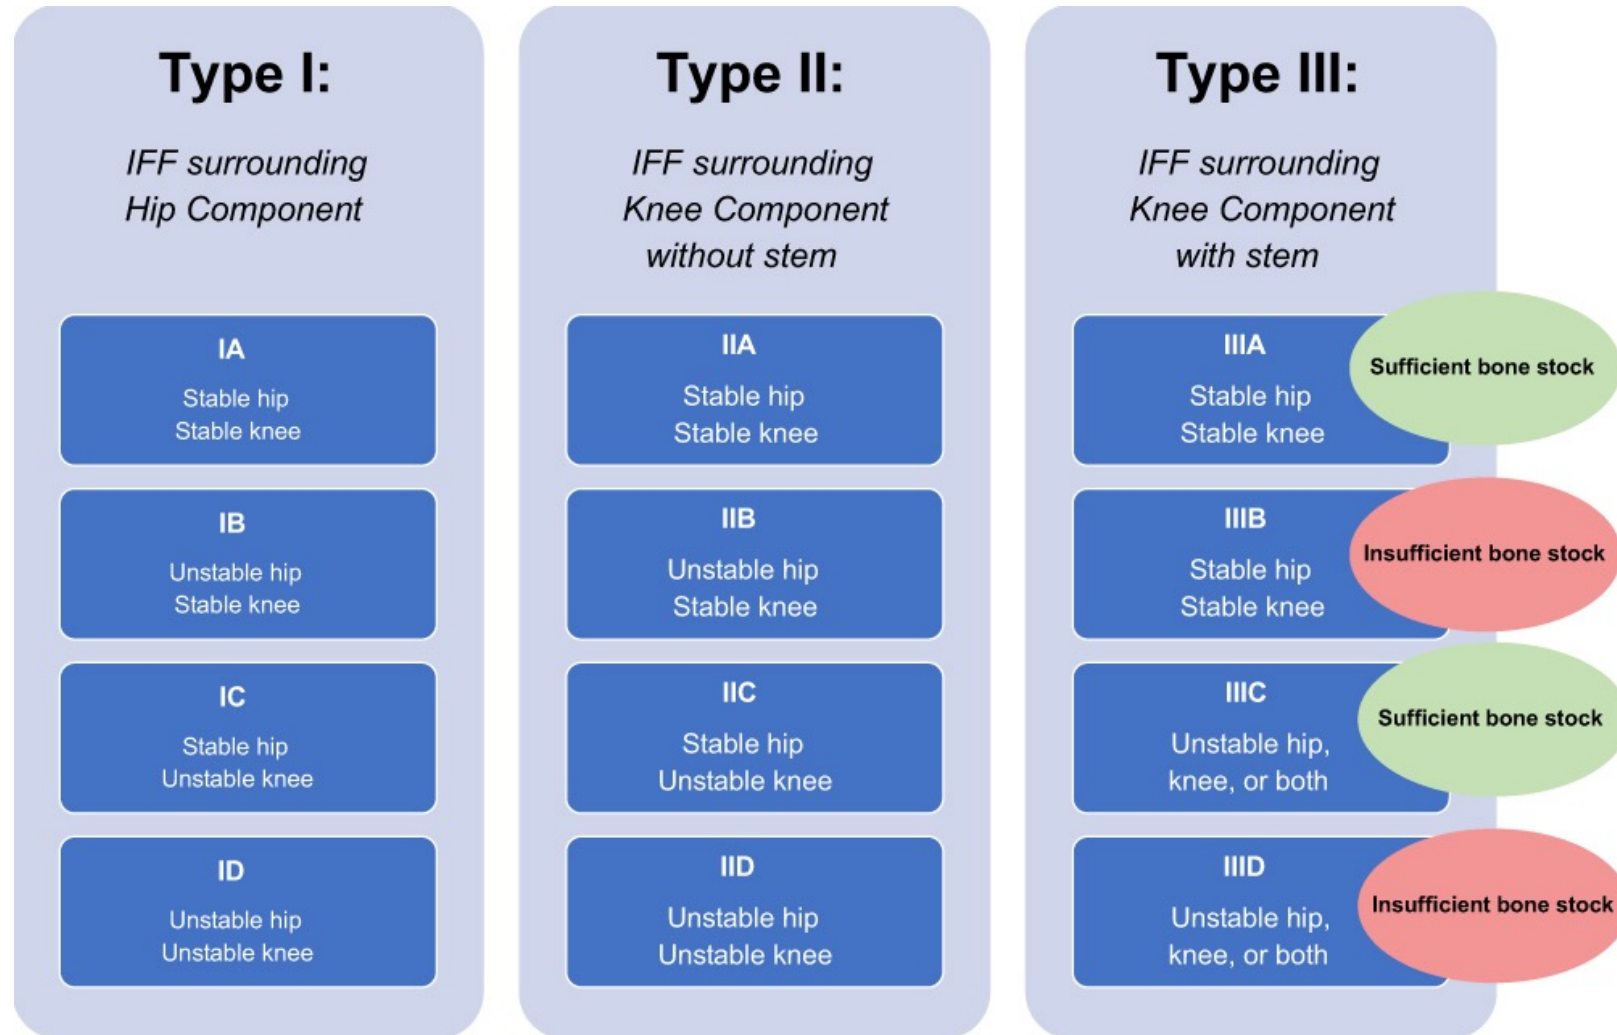 Type I:
IFF surrounding
Hip Component
IA
Stable hip
Stable knee
IB
Unstable hip
Stable knee
IC
Stable hip
Unstable knee
ID
Unstable hip
Unstable knee
Type II:
IFF surrounding
Knee Component
without stem
IIA
Stable hip
Stable knee
IIB
Unstable hip
Stable knee
IIC
Stable hip
Unstable knee
IID
Unstable hip
Unstable knee
Type III:
IFF surrounding
Knee Component
with stem
IIIA
Stable hip
Stable knee
Sufficient bone stock
IIIB
Stable hip
Stable knee
Insufficient bone stock
IIIC
Unstable hip,
knee, or both
Sufficient bone stock
IIID
Unstable hip,
knee, or both
Insufficient bone stock